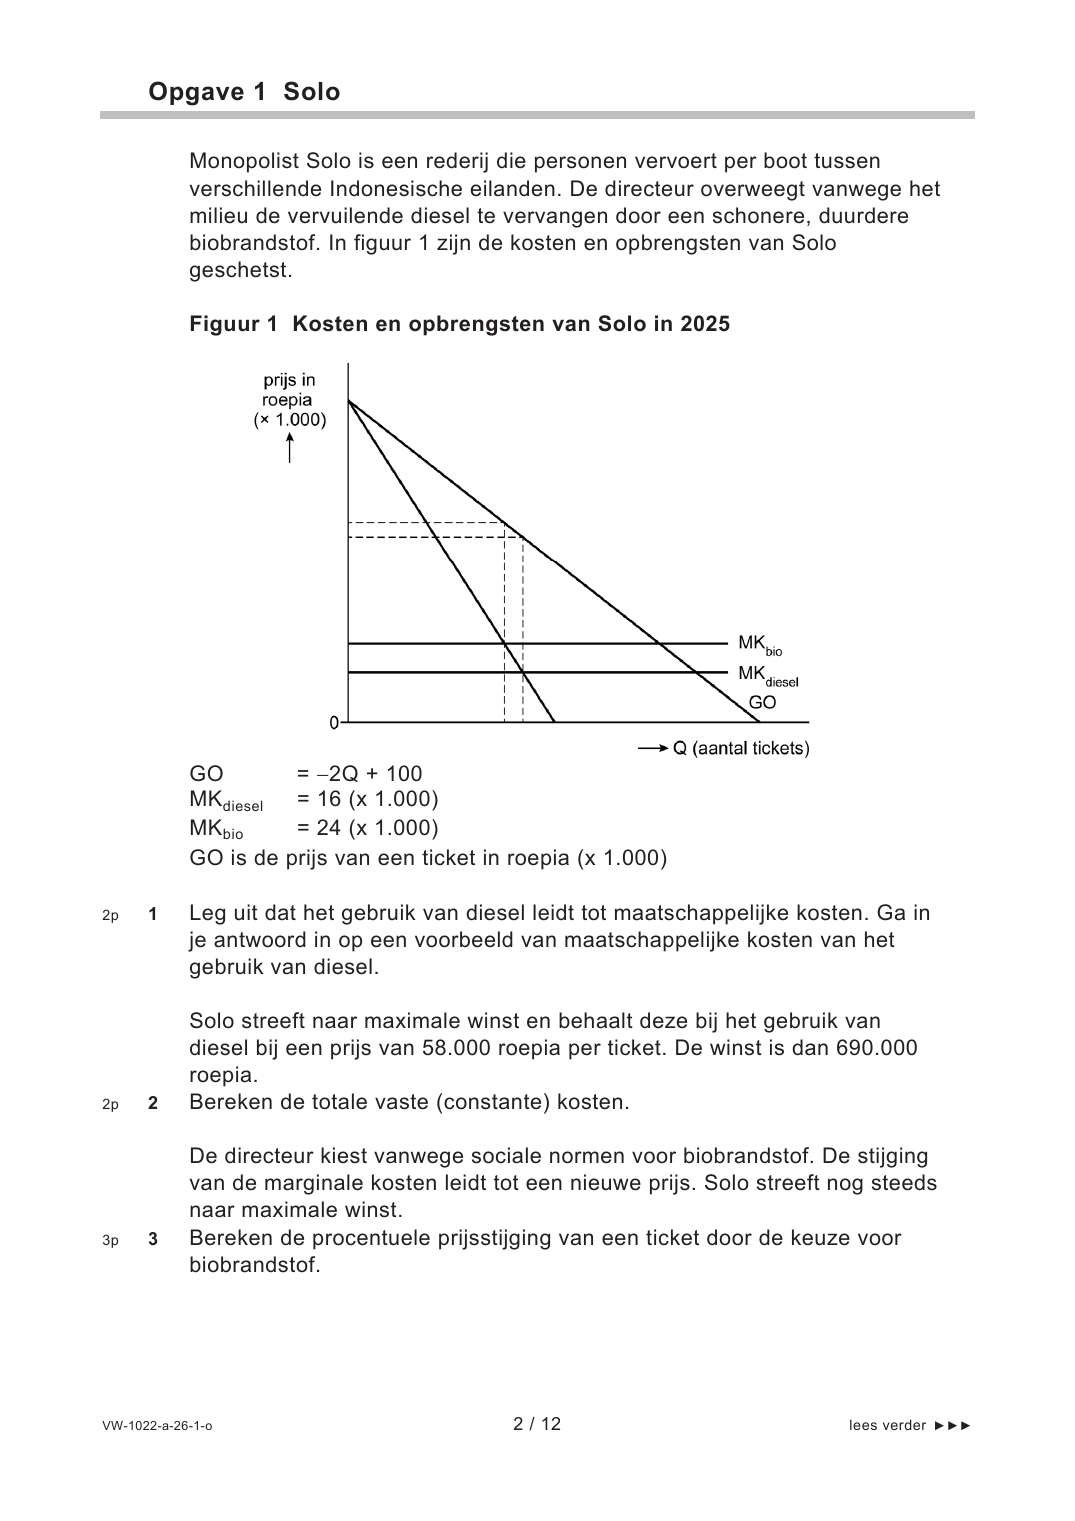 Opgave 1  Solo
Monopolist Solo is een rederij die personen vervoert per boot tussen
verschillende Indonesische eilanden. De directeur overweegt vanwege het
milieu de vervuilende diesel te vervangen door een schonere, duurdere
biobrandstof. In figuur 1 zijn de kosten en opbrengsten van Solo
geschetst.
Figuur 1  Kosten en opbrengsten van Solo in 2025
prijs in
roepia
(× 1.000)
MKbio
MKdiesel
GO
0
Q (aantal tickets)
GO = −2Q + 100
MKdiesel = 16 (x 1.000)
MKbio = 24 (x 1.000)
GO is de prijs van een ticket in roepia (x 1.000)
2p 1 Leg uit dat het gebruik van diesel leidt tot maatschappelijke kosten. Ga in
je antwoord in op een voorbeeld van maatschappelijke kosten van het
gebruik van diesel.
Solo streeft naar maximale winst en behaalt deze bij het gebruik van
diesel bij een prijs van 58.000 roepia per ticket. De winst is dan 690.000
roepia.
2p 2 Bereken de totale vaste (constante) kosten.
De directeur kiest vanwege sociale normen voor biobrandstof. De stijging
van de marginale kosten leidt tot een nieuwe prijs. Solo streeft nog steeds
naar maximale winst.
3p 3 Bereken de procentuele prijsstijging van een ticket door de keuze voor
biobrandstof.
VW-1022-a-26-1-o 2 / 12 lees verder ►►►